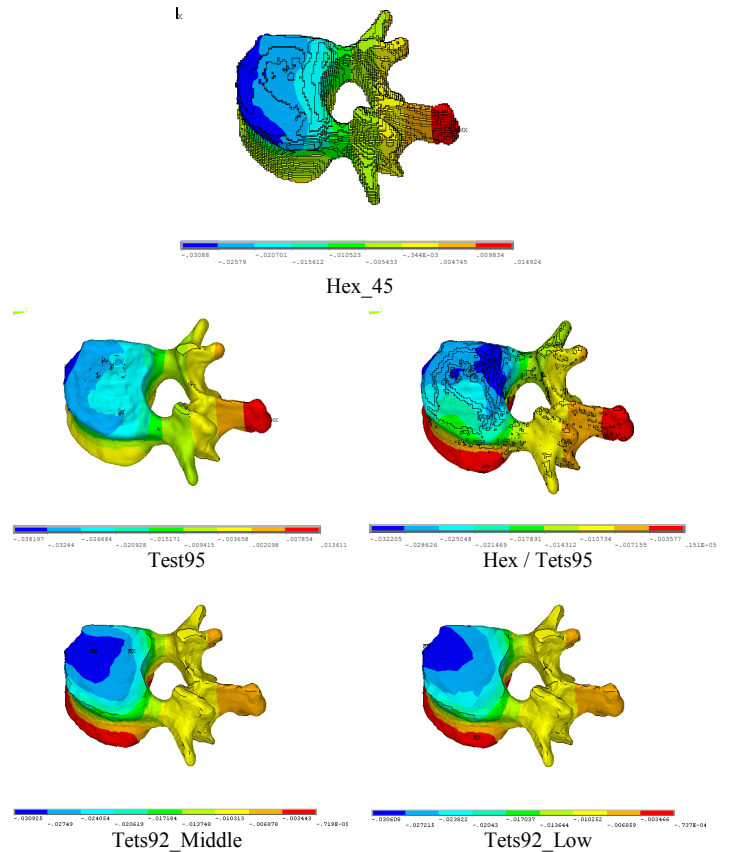 -.03088 -.020701 -.010523 -.344E-03 .009834
-.02579 -.015612 -.005433 .004745 .014924
Hex_45
-.038197 -.026684 -.015171 -.003658 .007854
-.03244 -.020928 -.009415 .002098 .013611
Test95
-.032205 -.025048 -.017891 -.010734 -.003577
-.028626 -.021469 -.014312 -.007155 .151E-05
Hex / Tets95
-.030925 -.024054 -.017184 -.010313 -.003443
-.02749 -.020619 -.013748 -.006878 -.719E-05
Tets92_Middle
-.030608 -.023822 -.017037 -.010252 -.003466
-.027215 -.02043 -.013644 -.006859 -.737E-04
Tets92_Low